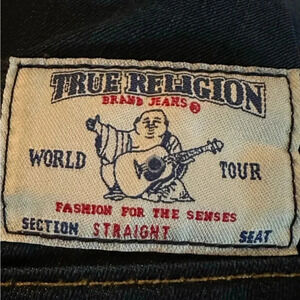 TRUE RELIGION
BRAND JEANS®
WORLD TOUR
FASHION FOR THE SENSES
SECTION STRAIGHT SEAT